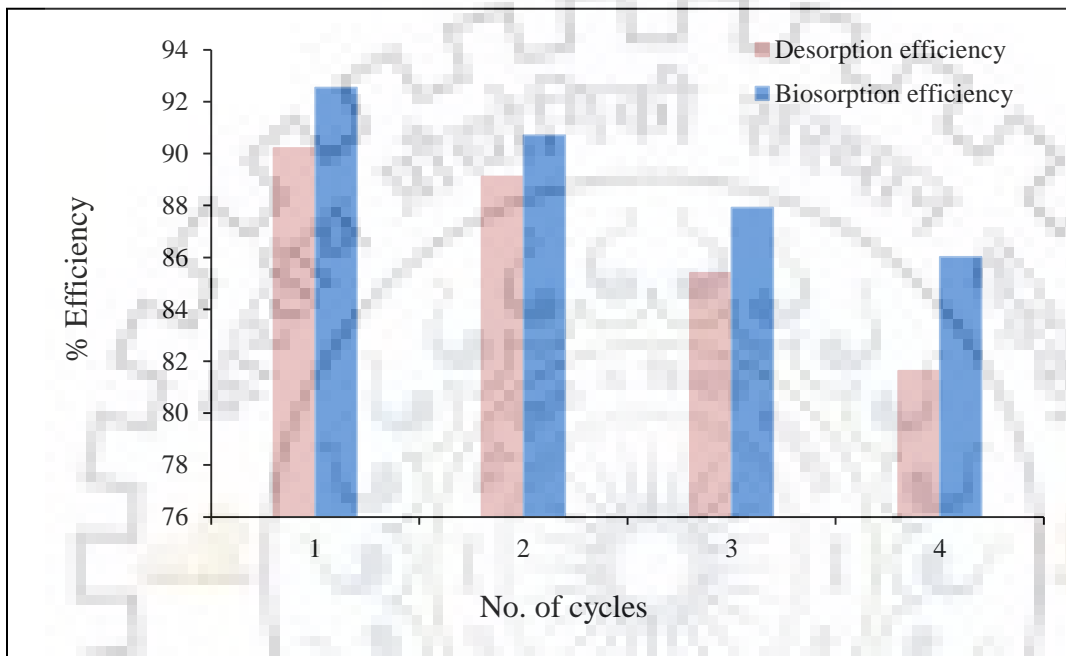 94
92
90
88
86
84
82
80
78
76
% Efficiency
Desorption efficiency
Biosorption efficiency
1 2 3 4
No. of cycles